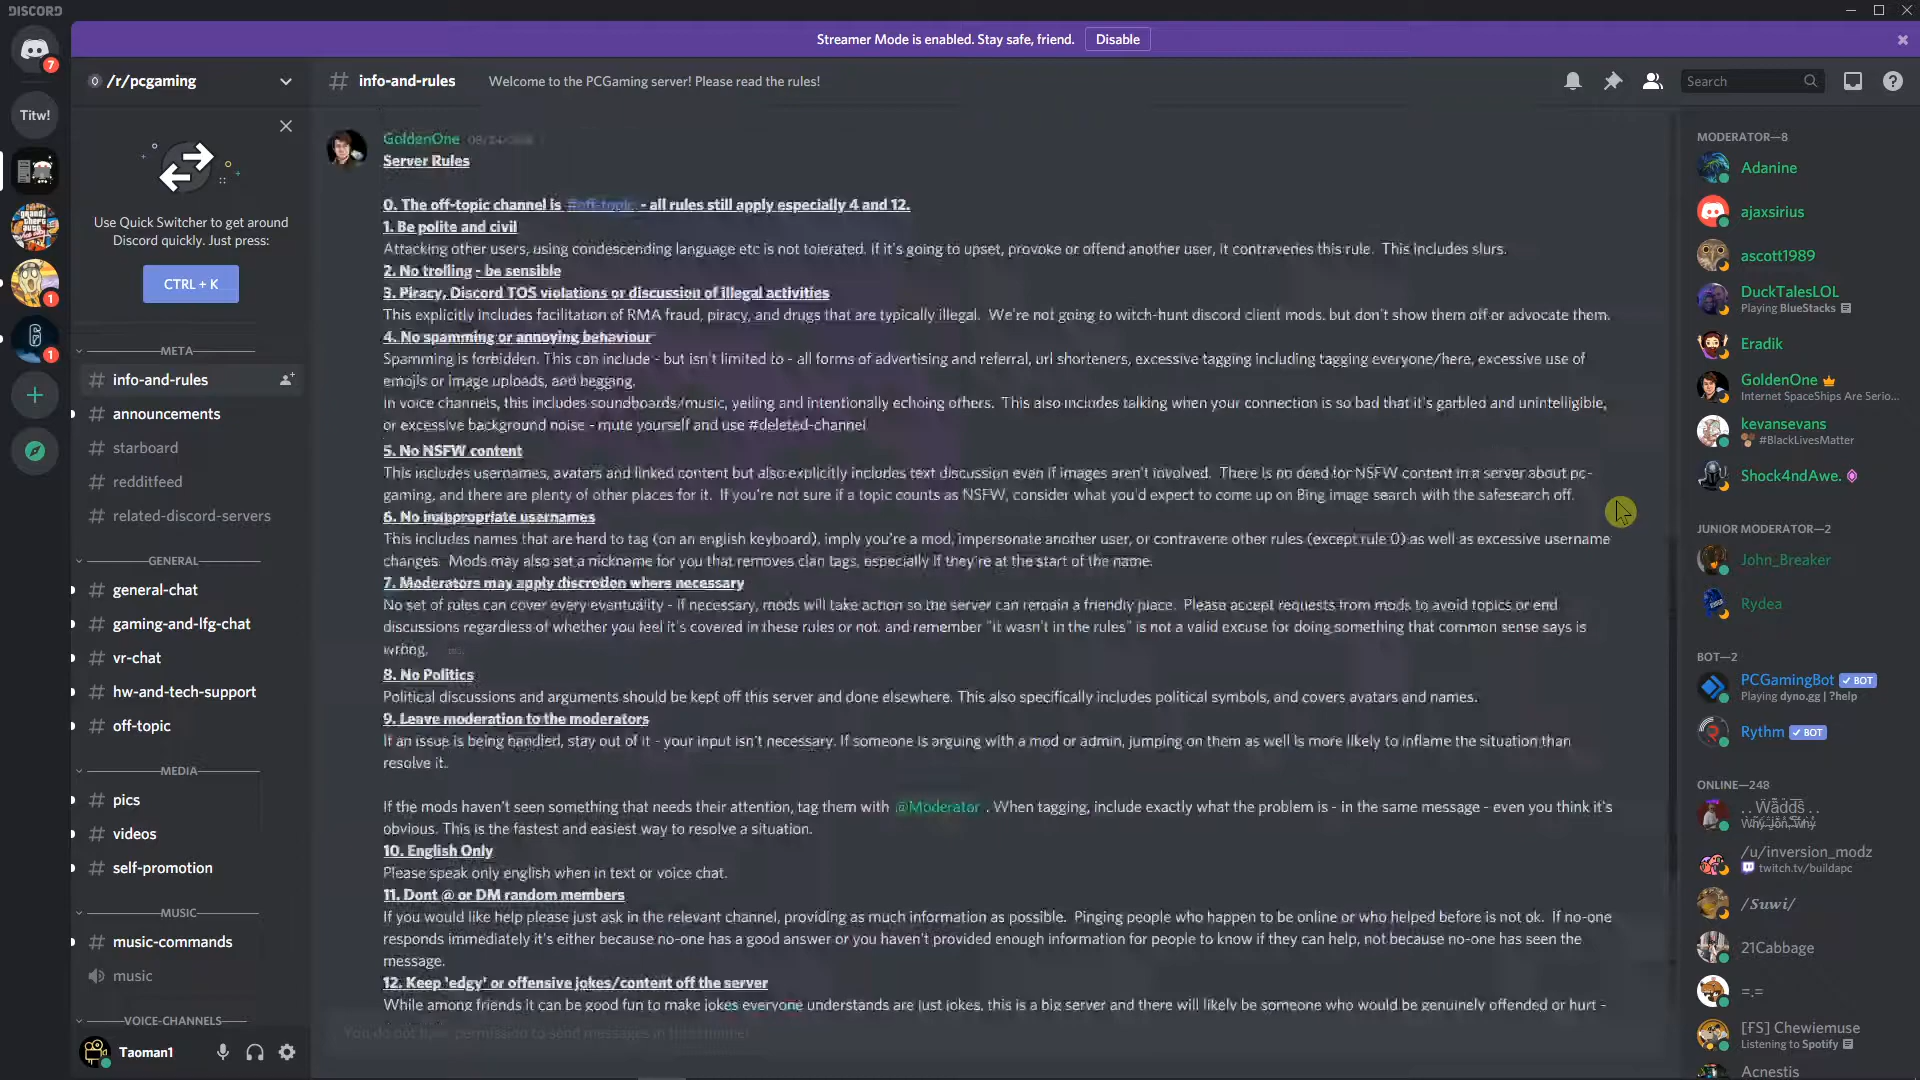 DISCORD
Streamer Mode is enabled. Stay safe, friend.
Disable
7
Titw!
1
1
/r/pcgaming
Use Quick Switcher to get around
Discord quickly. Just press:
CTRL + K
META
# info-and-rules
# announcements
# starboard
# redditfeed
# related-discord-servers
GENERAL
# general-chat
# gaming-and-lfg-chat
# vr-chat
# hw-and-tech-support
# off-topic
MEDIA
# pics
# videos
# self-promotion
MUSIC
# music-commands
music
VOICE-CHANNELS
Taoman1
# info-and-rules
Welcome to the PCGaming server! Please read the rules!
Search
GoldenOne
Server Rules
0. The off-topic channel is #off-topic - all rules still apply especially 4 and 12.
1. Be polite and civil
Attacking other users, using condescending language etc is not tolerated. If it's going to upset, provoke or offend another user, it contravenes this rule. This includes slurs.
2. No trolling - be sensible
3. Piracy, Discord TOS violations or discussion of illegal activities
This explicitly includes facilitation of RMA fraud, piracy, and drugs that are typically illegal. We're not going to witch-hunt discord client mods, but don't show them off or advocate them.
4. No spamming or annoying behaviour
Spamming is forbidden. This can include - but isn't limited to - all forms of advertising and referral, url shorteners, excessive tagging including tagging everyone/here, excessive use of
emojis or image uploads, and begging.
In voice channels, this includes soundboards/music, yelling and intentionally echoing others. This also includes talking when your connection is so bad that it's garbled and unintelligible,
or excessive background noise - mute yourself and use #deleted-channel
5. No NSFW content
This includes usernames, avatars and linked content but also explicitly includes text discussion even if images aren't involved. There is no need for NSFW content in a server about pc-
gaming, and there are plenty of other places for it. If you're not sure if a topic counts as NSFW, consider what you'd expect to come up on Bing image search with the safesearch off.
6. No inappropriate usernames
This includes names that are hard to tag (on an english keyboard), imply you're a mod, impersonate another user, or contravene other rules (except rule 0) as well as excessive username
changes. Mods may also set a nickname for you that removes clan tags, especially if they're at the start of the name.
7. Moderators may apply discretion where necessary
No set of rules can cover every eventuality - if necessary, mods will take action so the server can remain a friendly place. Please accept requests from mods to avoid topics or end
discussions regardless of whether you feel it's covered in these rules or not. and remember "it wasn't in the rules" is not a valid excuse for doing something that common sense says is
wrong.
8. No Politics
Political discussions and arguments should be kept off this server and done elsewhere. This also specifically includes political symbols, and covers avatars and names.
9. Leave moderation to the moderators
If an issue is being handled, stay out of it - your input isn't necessary. If someone is arguing with a mod or admin, jumping on them as well is more likely to inflame the situation than
resolve it.
If the mods haven't seen something that needs their attention, tag them with @Moderator . When tagging, include exactly what the problem is - in the same message - even you think it's
obvious. This is the fastest and easiest way to resolve a situation.
10. English Only
Please speak only english when in text or voice chat.
11. Dont @ or DM random members
If you would like help please just ask in the relevant channel, providing as much information as possible. Pinging people who happen to be online or who helped before is not ok. If no-one
responds immediately it's either because no-one has a good answer or you haven't provided enough information for people to know if they can help, not because no-one has seen the
message.
12. Keep 'edgy' or offensive jokes/content off the server
While among friends it can be good fun to make jokes everyone understands are just jokes, this is a big server and there will likely be someone who would be genuinely offended or hurt -
You do not have permission to send messages in this channel.
MODERATOR—8
Adanine
ajaxsirius
ascott1989
DuckTalesLOL
Playing BlueStacks
Eradik
GoldenOne
Internet SpaceShips Are Serio...
kevansevans
#BlackLivesMatter
Shock4ndAwe.
JUNIOR MODERATOR—2
John_Breaker
Rydea
BOT—2
PCGamingBot BOT
Playing dyno.gg | ?help
Rythm BOT
ONLINE—248
/u/inversion_modz
twitch.tv/buildapc
/Suwi/
21Cabbage
=.=
[FS] Chewiemuse
Listening to Spotify
Acnestis